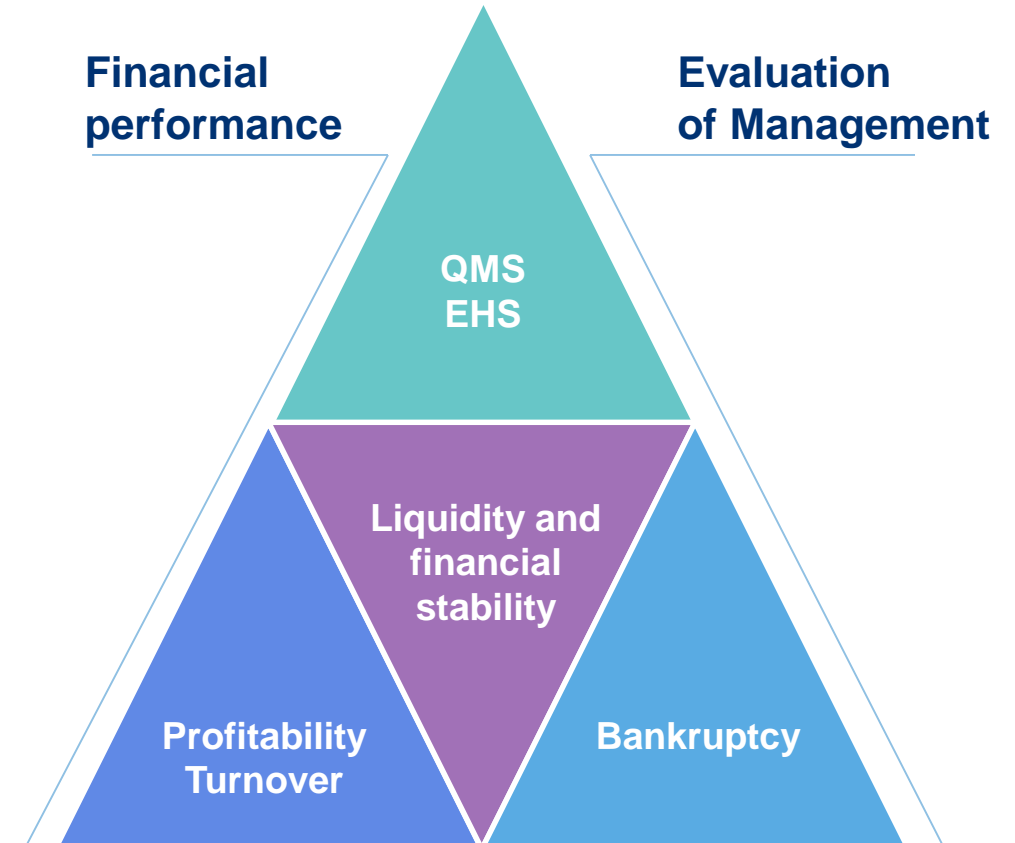 Financial
performance
Evaluation
of Management
QMS
EHS
Liquidity and
financial
stability
Profitability
Turnover
Bankruptcy